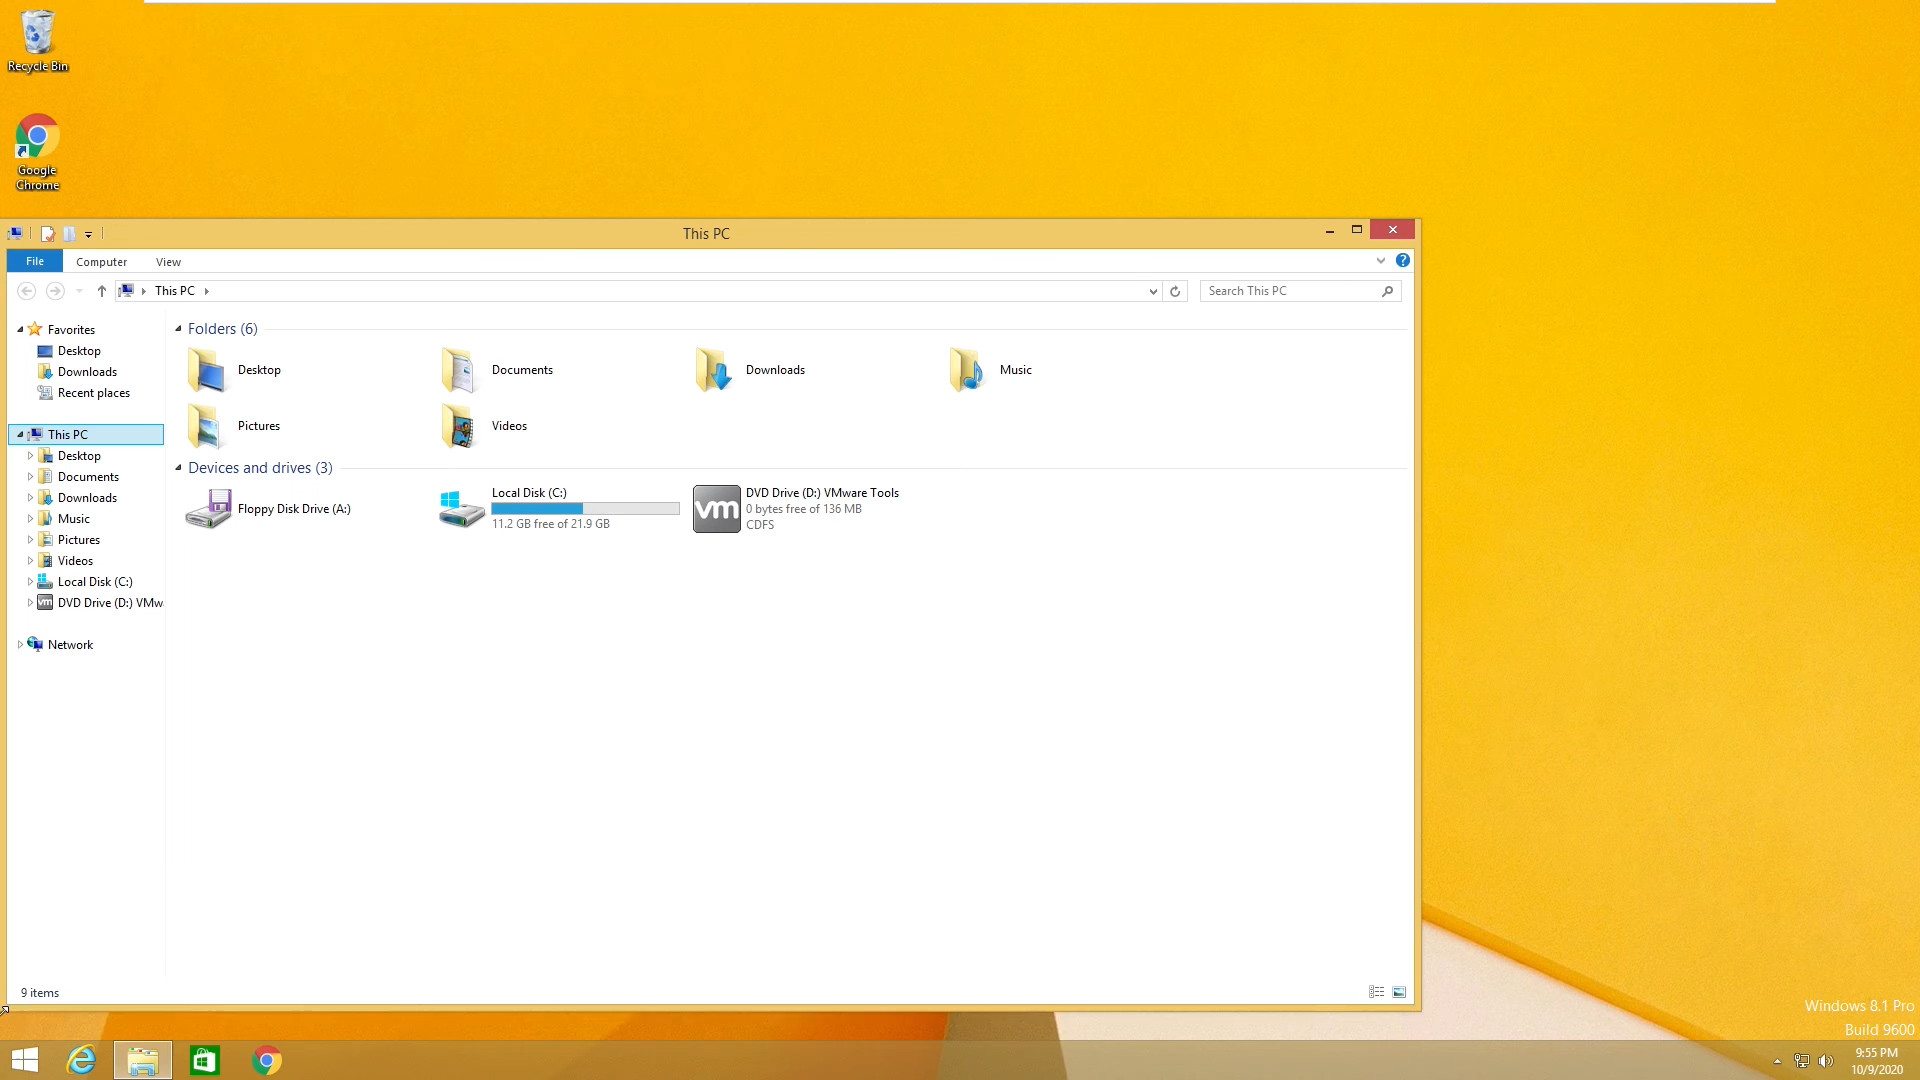 Recycle Bin
Google
Chrome
This PC
File
Computer
View
This PC
Search This PC
Favorites
Desktop
Downloads
Recent places
This PC
Desktop
Documents
Downloads
Music
Pictures
Videos
Local Disk (C:)
DVD Drive (D:) VMw
Network
Folders (6)
Desktop
Documents
Downloads
Music
Pictures
Videos
Devices and drives (3)
Floppy Disk Drive (A:)
Local Disk (C:)
11.2 GB free of 21.9 GB
vm
DVD Drive (D:) VMware Tools
0 bytes free of 136 MB
CDFS
9 items
Windows 8.1 Pro
Build 9600
9:55 PM
10/9/2020